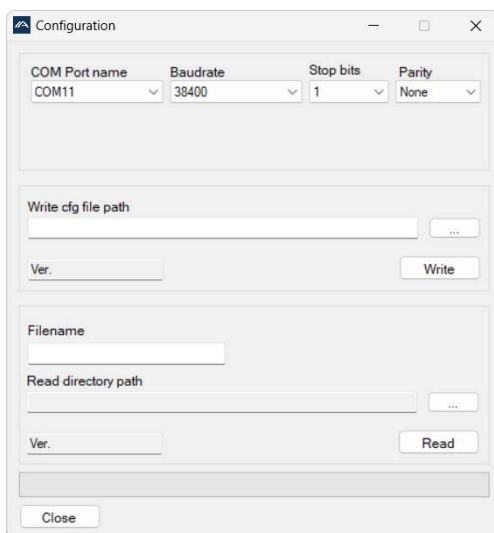 Configuration
COM Port name Baudrate Stop bits Parity
COM11 38400 1 None
Write cfg file path
...
Ver. Write
Filename
Read directory path
...
Ver. Read
Close